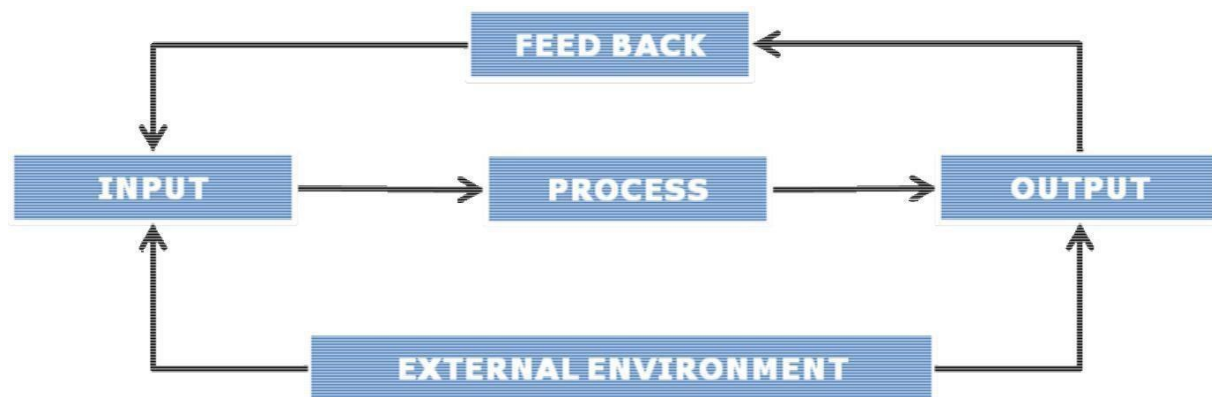 FEED BACK
INPUT
PROCESS
OUTPUT
EXTERNAL ENVIRONMENT